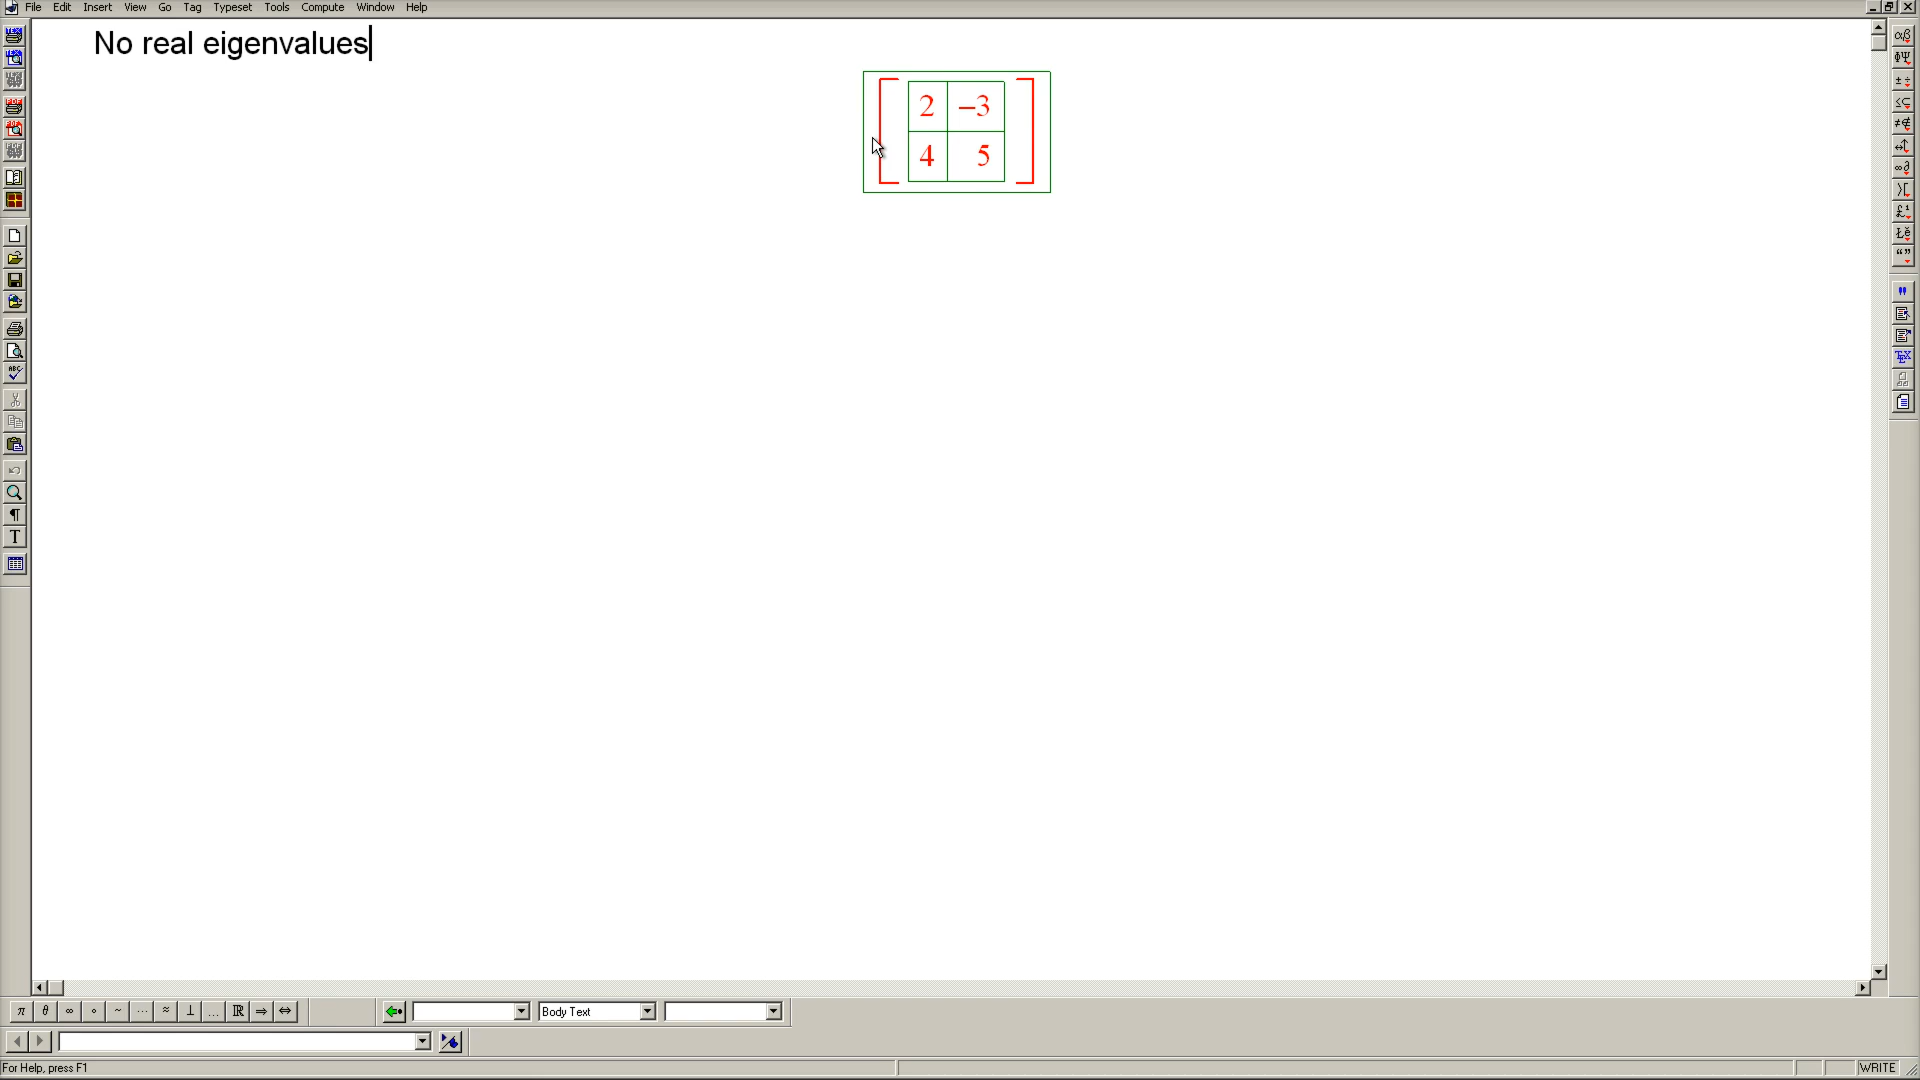 File Edit Insert View Go Tag Typeset Tools Compute Window Help
No real eigenvalues
2 −3
4 5
Body Text
For Help, press F1
WRITE